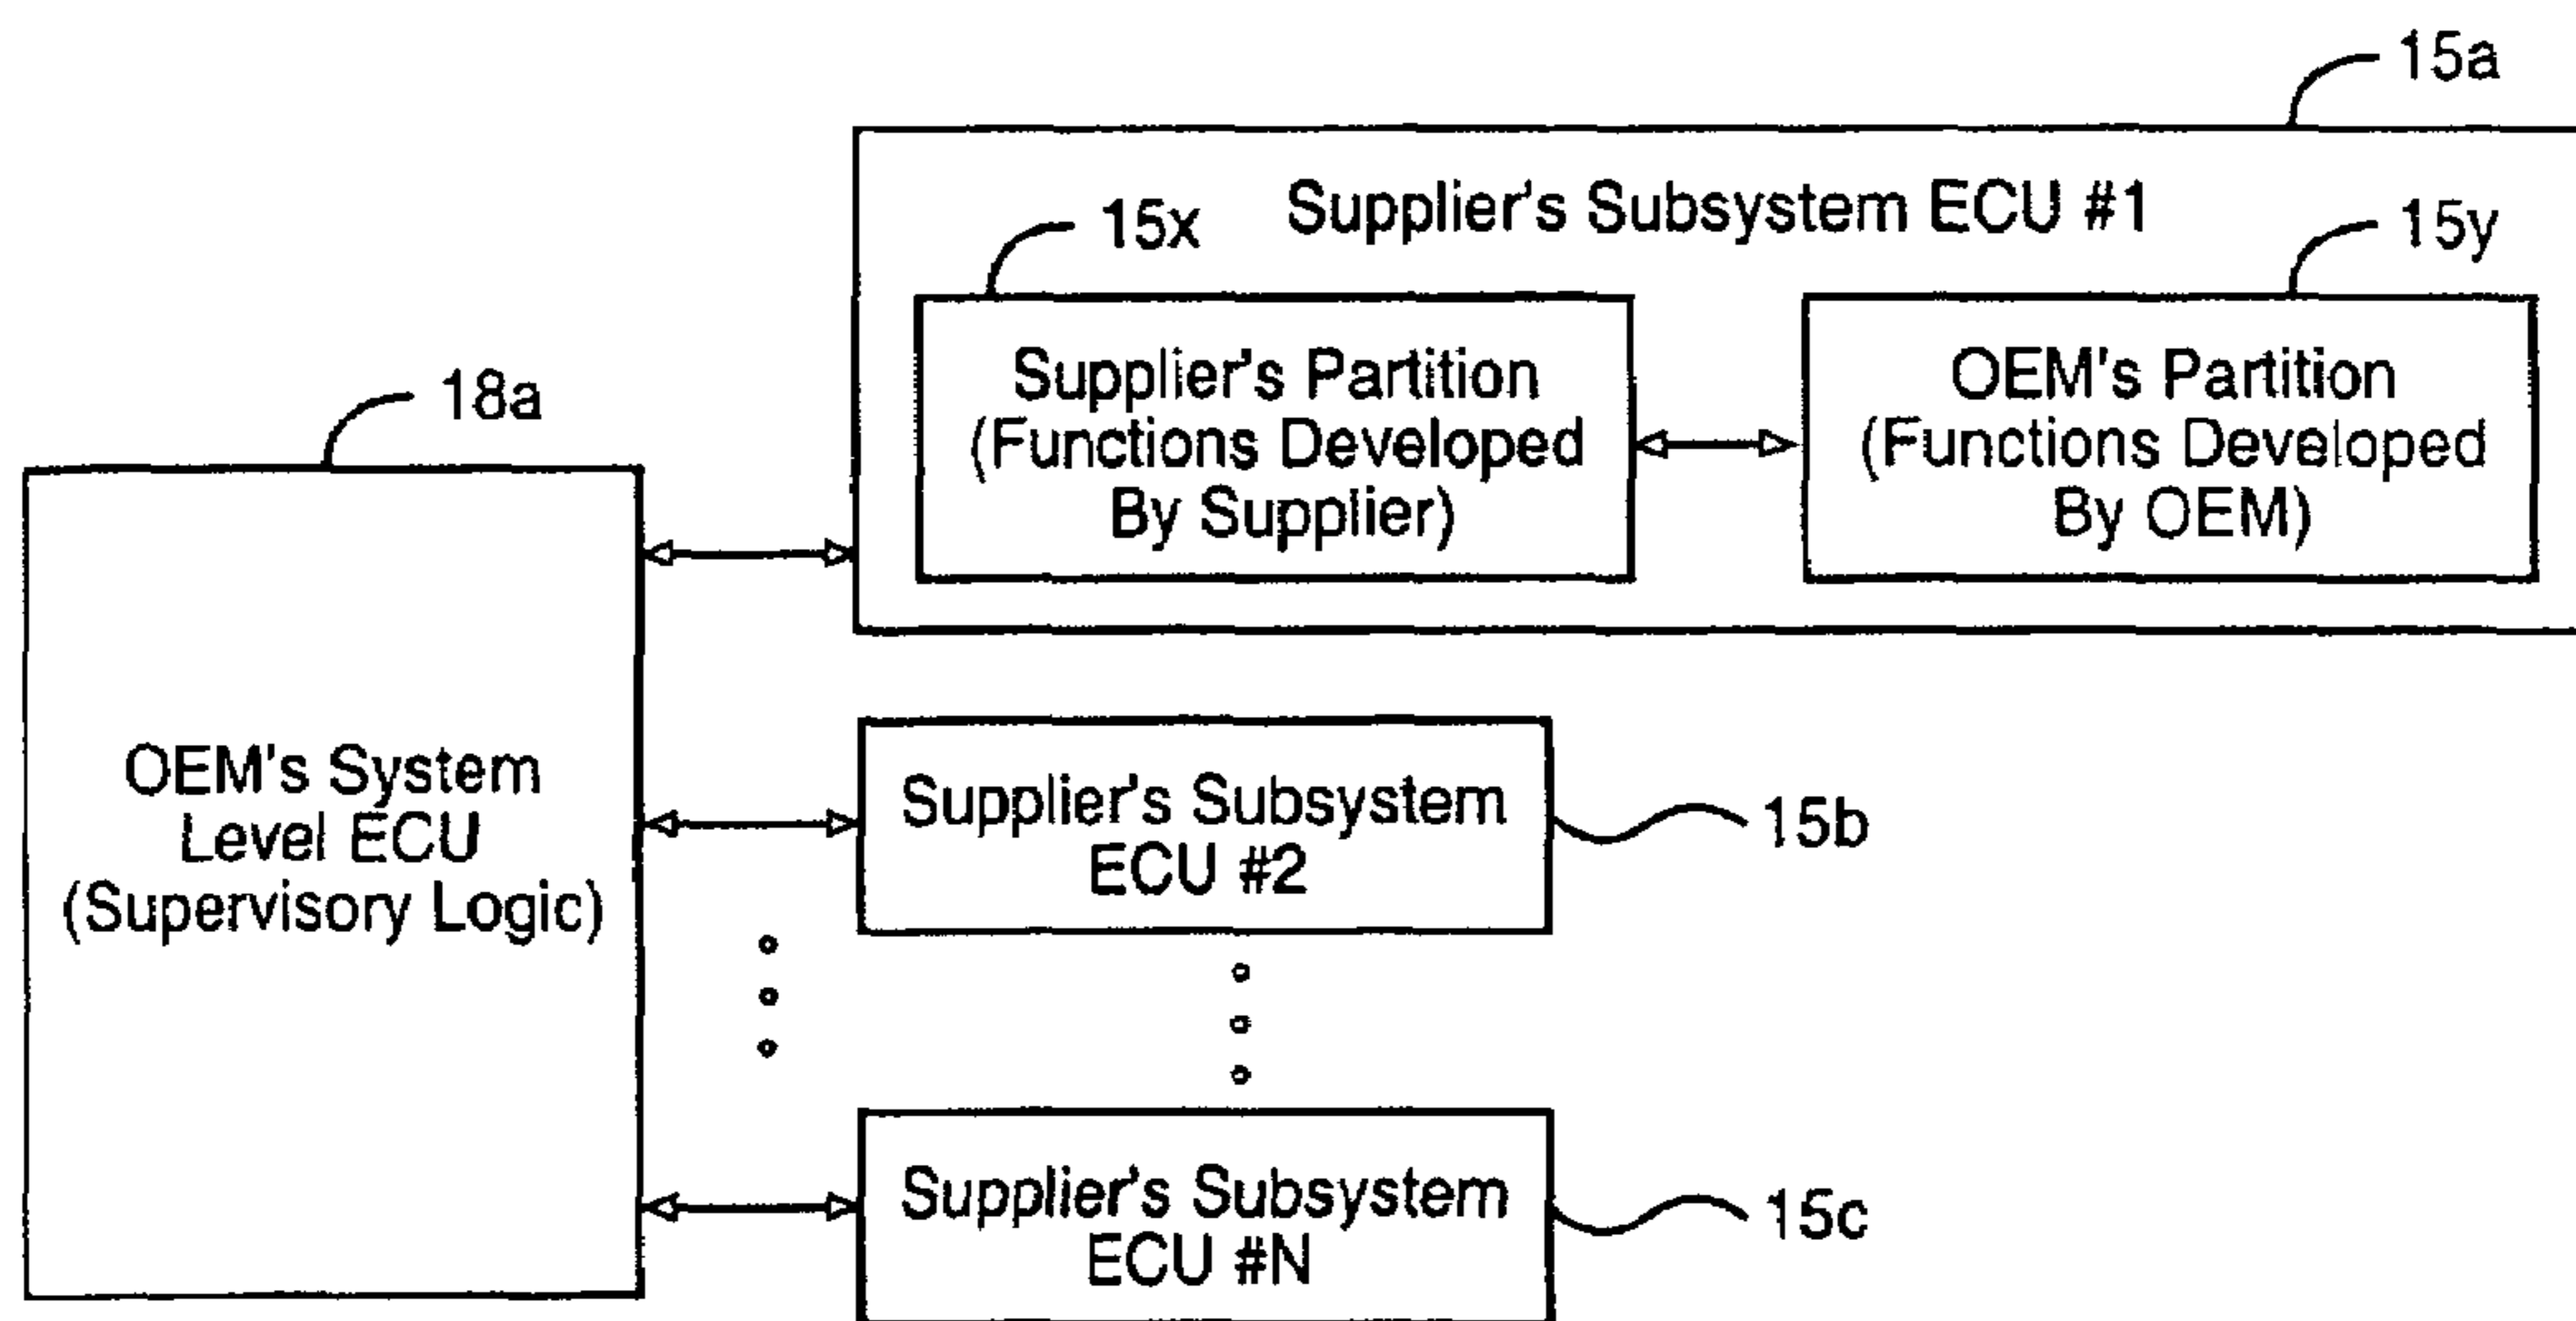 15a
Supplier's Subsystem ECU #1
15x
15y
Supplier's Partition
(Functions Developed
By Supplier)
OEM's Partition
(Functions Developed
By OEM)
18a
OEM's System
Level ECU
(Supervisory Logic)
Supplier's Subsystem
ECU #2
15b
Supplier's Subsystem
ECU #N
15c